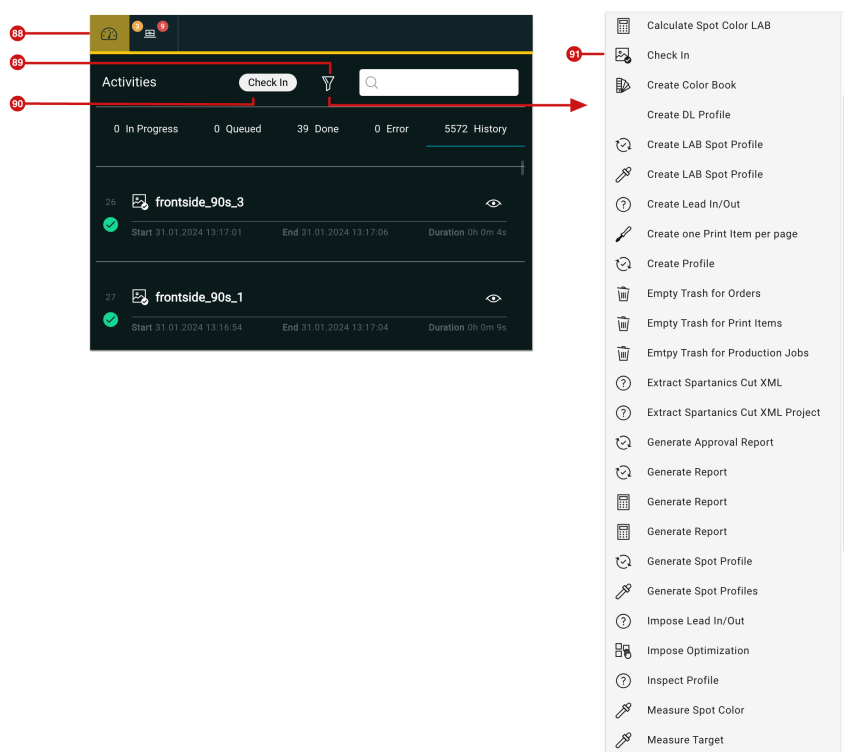 88
3
9
89
Activities
Check In
90
0 In Progress
0 Queued
39 Done
0 Error
5572 History
26
frontside_90s_3
Start 31.01.2024 13:17:01
End 31.01.2024 13:17:06
Duration 0h 0m 4s
27
frontside_90s_1
Start 31.01.2024 13:16:54
End 31.01.2024 13:17:04
Duration 0h 0m 9s
Calculate Spot Color LAB
91
Check In
Create Color Book
Create DL Profile
Create LAB Spot Profile
Create LAB Spot Profile
Create Lead In/Out
Create one Print Item per page
Create Profile
Empty Trash for Orders
Empty Trash for Print Items
Emtpy Trash for Production Jobs
Extract Spartanics Cut XML
Extract Spartanics Cut XML Project
Generate Approval Report
Generate Report
Generate Report
Generate Report
Generate Spot Profile
Generate Spot Profiles
Impose Lead In/Out
Impose Optimization
Inspect Profile
Measure Spot Color
Measure Target